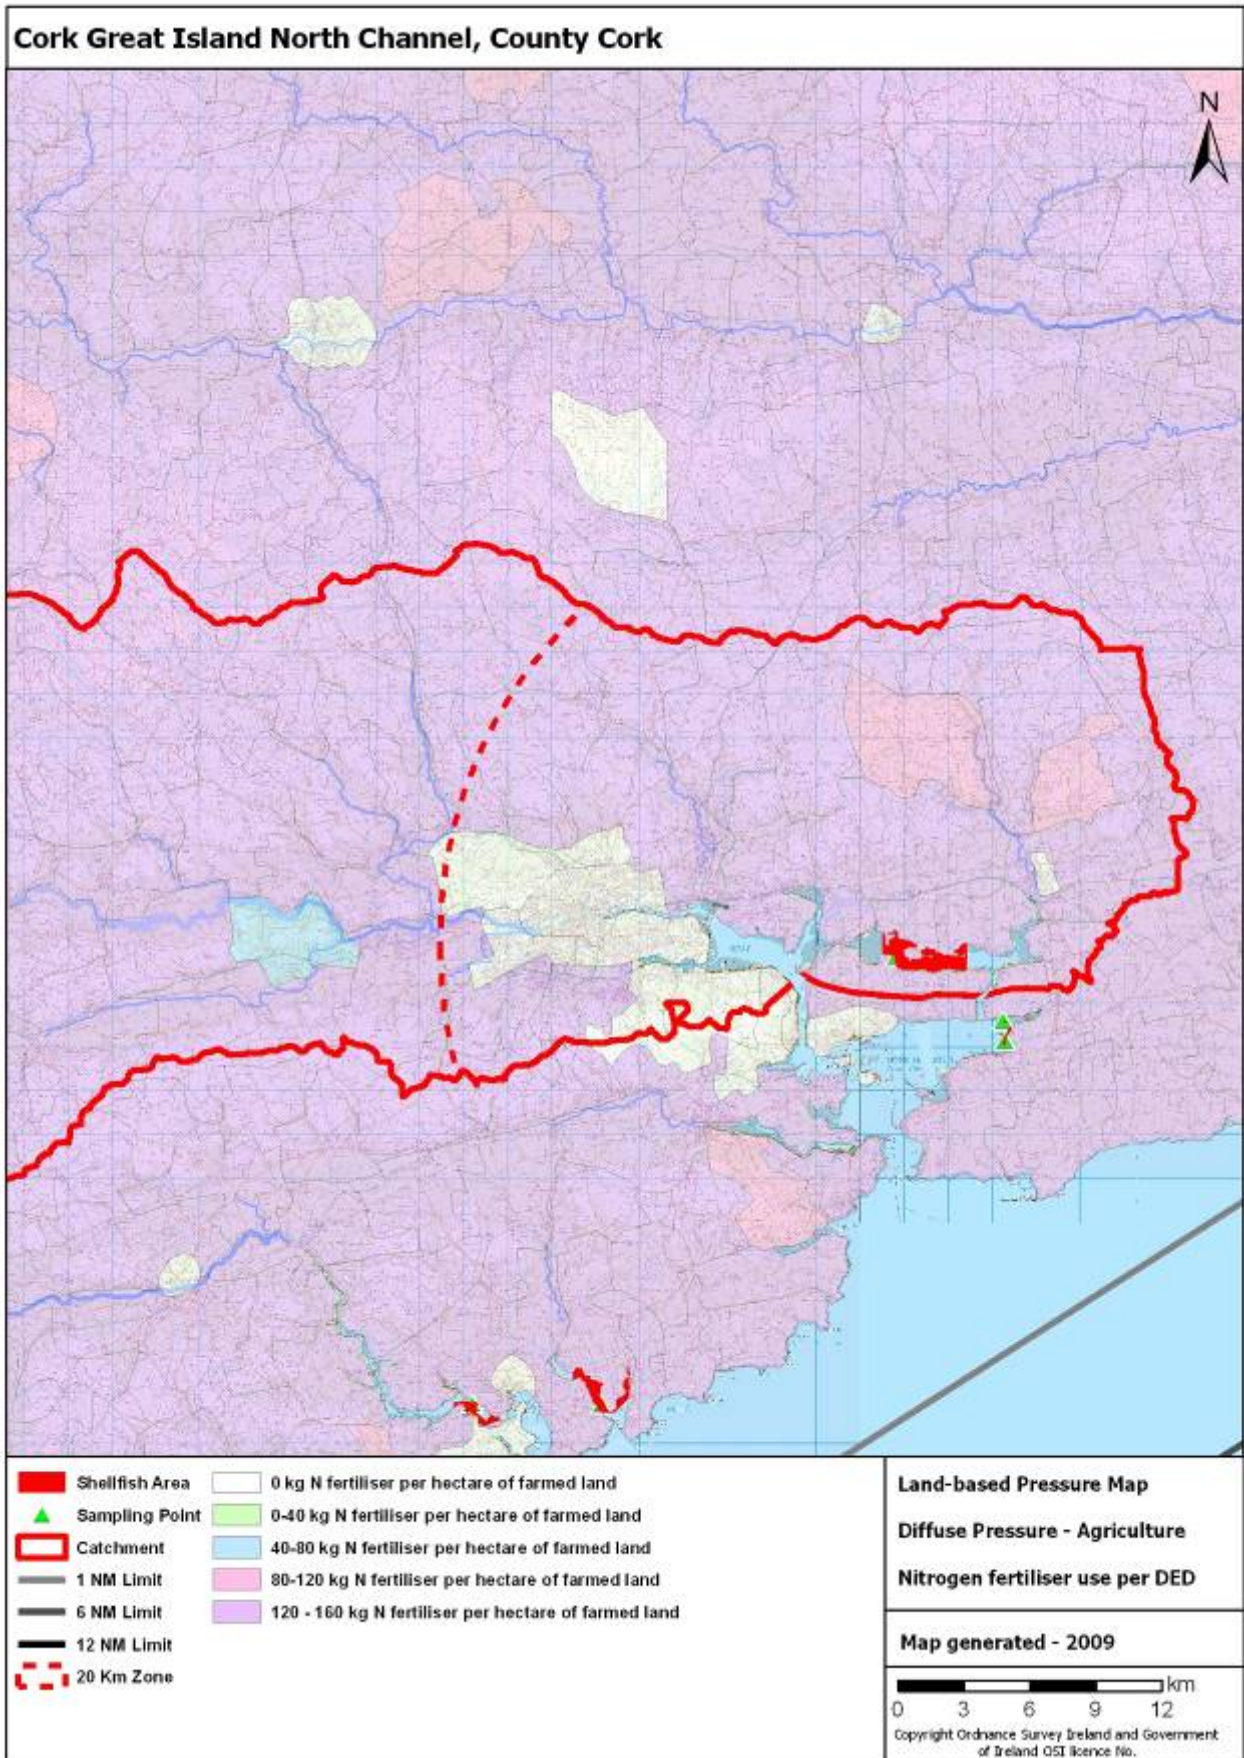 Cork Great Island North Channel, County Cork
N
Shellfish Area
Sampling Point
Catchment
1 NM Limit
6 NM Limit
12 NM Limit
20 Km Zone
0 kg N fertiliser per hectare of farmed land
0-40 kg N fertiliser per hectare of farmed land
40-80 kg N fertiliser per hectare of farmed land
80-120 kg N fertiliser per hectare of farmed land
120 - 160 kg N fertiliser per hectare of farmed land
Land-based Pressure Map
Diffuse Pressure - Agriculture
Nitrogen fertiliser use per DED
Map generated - 2009
km
0 3 6 9 12
Copyright Ordnance Survey Ireland and Government
of Ireland OSI licence No.